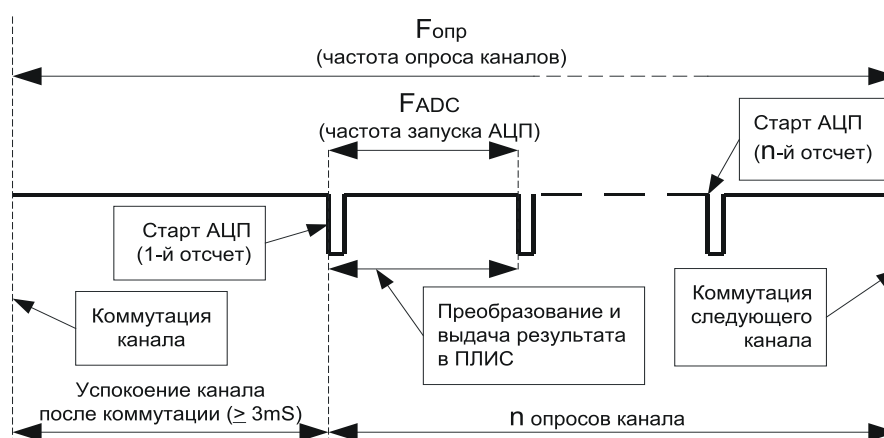 Fопр
(частота опроса каналов)
FADC
(частота запуска АЦП)
Старт АЦП
(n-й отсчет)
Старт АЦП
(1-й отсчет)
Коммутация
канала
Преобразование и
выдача результата
в ПЛИС
Коммутация
следующего
канала
Успокоение канала
после коммутации (≥ 3mS)
n опросов канала